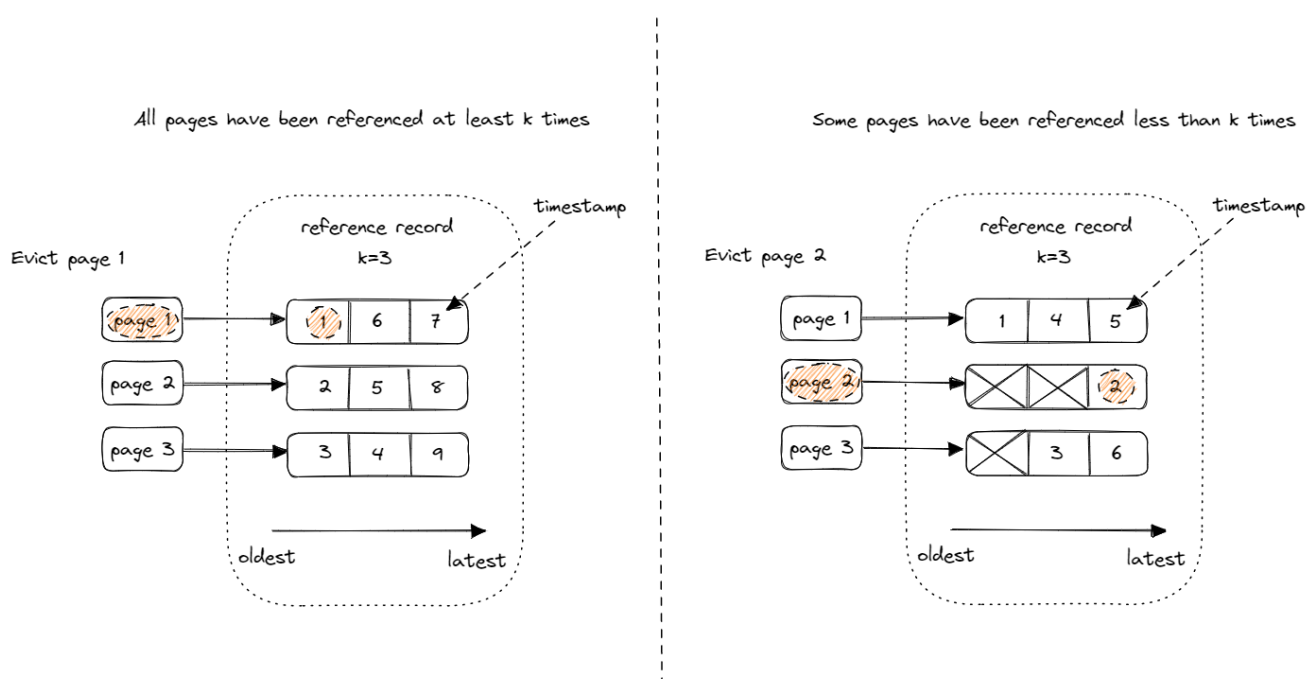 All pages have been referenced at least k times
timestamp
reference record
k=3
Evict page 1
page 1
1 6 7
page 2
2 5 8
page 3
3 4 9
oldest
latest
Some pages have been referenced less than k times
timestamp
reference record
k=3
Evict page 2
page 1
1 4 5
page 2
2
page 3
3 6
oldest
latest